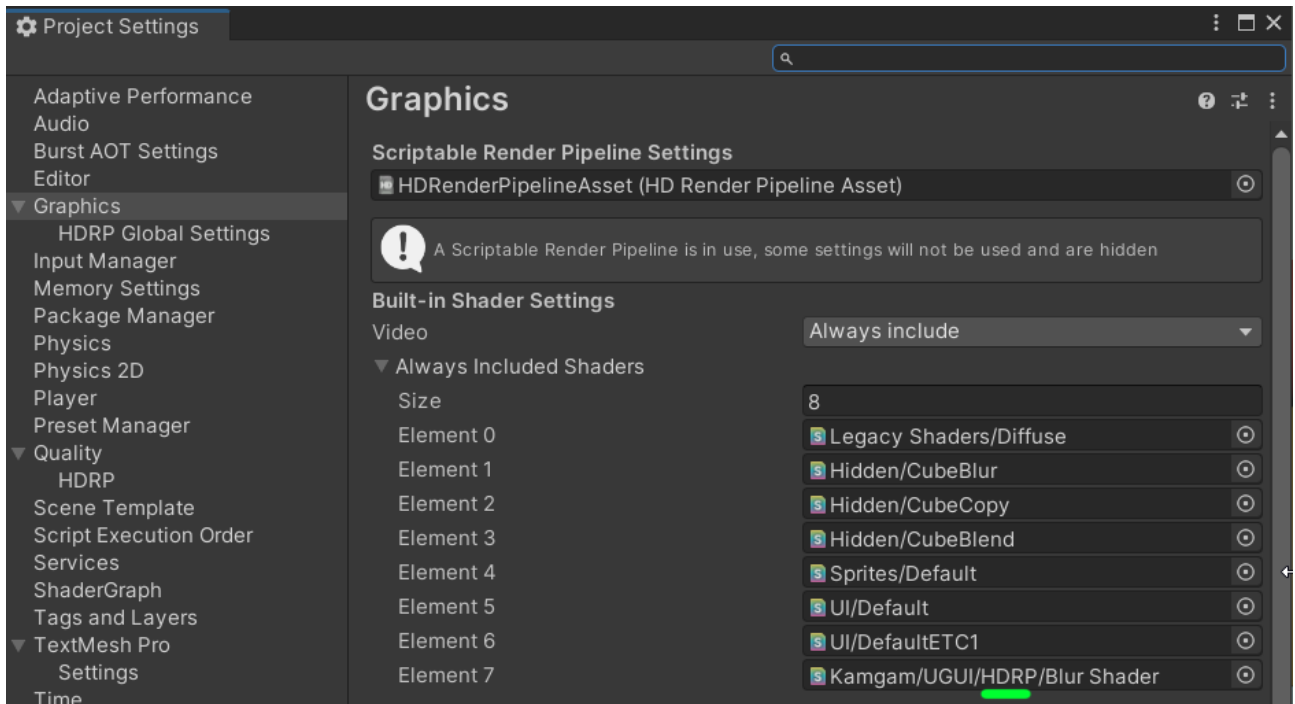 Project Settings
Adaptive Performance
Audio
Burst AOT Settings
Editor
Graphics
HDRP Global Settings
Input Manager
Memory Settings
Package Manager
Physics
Physics 2D
Player
Preset Manager
Quality
HDRP
Scene Template
Script Execution Order
Services
ShaderGraph
Tags and Layers
TextMesh Pro
Settings
Time
Graphics
Scriptable Render Pipeline Settings
HDRenderPipelineAsset (HD Render Pipeline Asset)
A Scriptable Render Pipeline is in use, some settings will not be used and are hidden
Built-in Shader Settings
Video Always include
Always Included Shaders
Size 8
Element 0 Legacy Shaders/Diffuse
Element 1 Hidden/CubeBlur
Element 2 Hidden/CubeCopy
Element 3 Hidden/CubeBlend
Element 4 Sprites/Default
Element 5 UI/Default
Element 6 UI/DefaultETC1
Element 7 Kamgam/UGUI/HDRP/Blur Shader